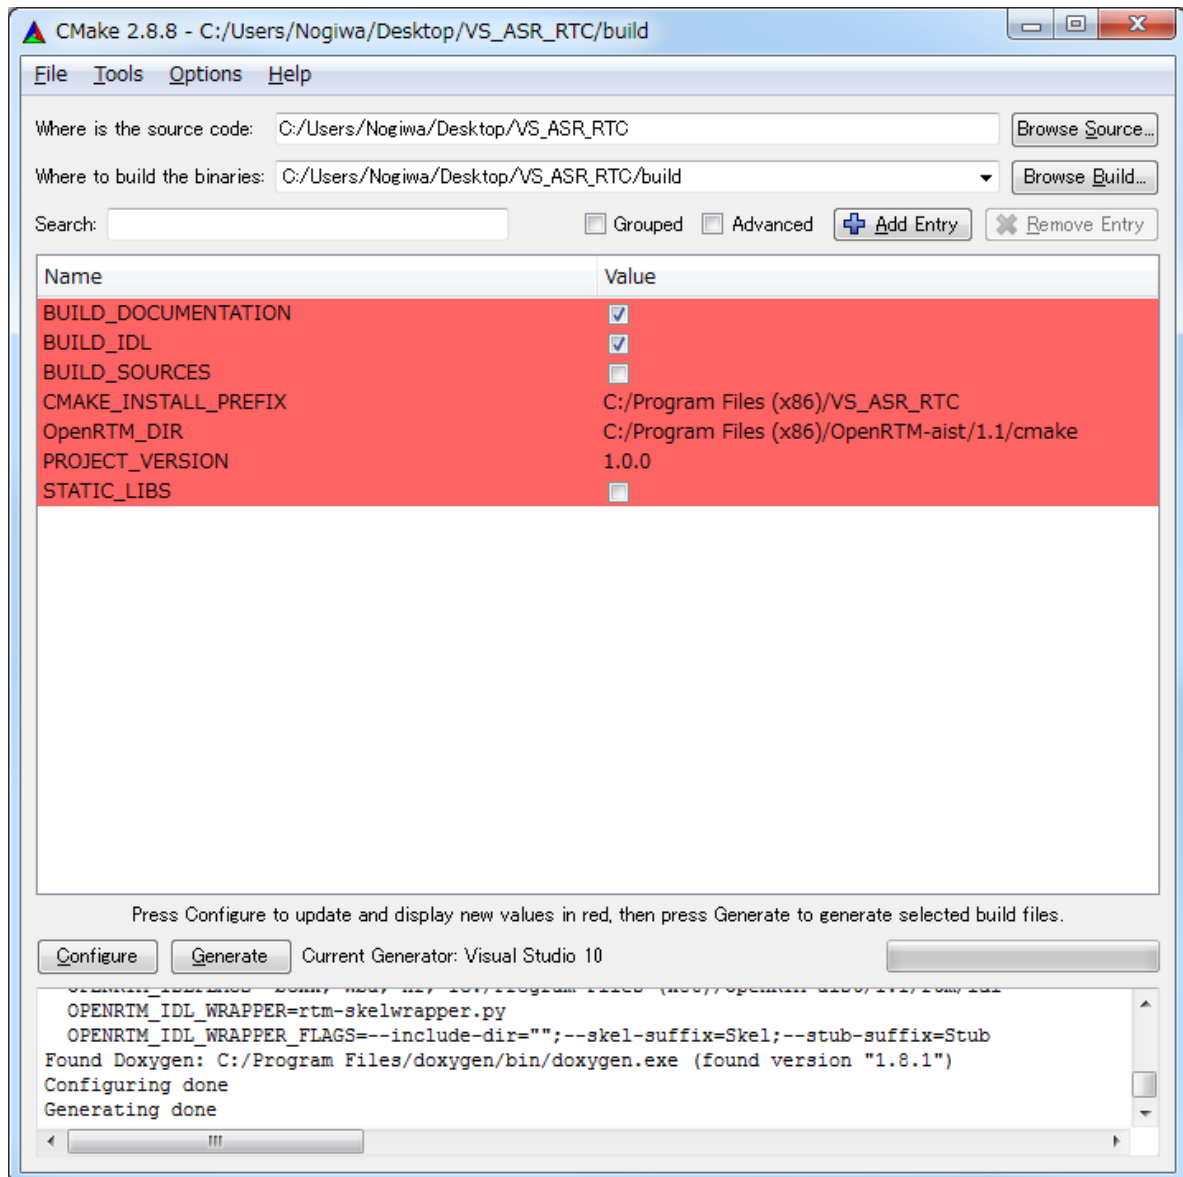 CMake 2.8.8 - C:/Users/Nogiwa/Desktop/VS_ASR_RTC/build
File Tools Options Help
Where is the source code: C:/Users/Nogiwa/Desktop/VS_ASR_RTC Browse Source...
Where to build the binaries: C:/Users/Nogiwa/Desktop/VS_ASR_RTC/build Browse Build...
Search: Grouped Advanced Add Entry Remove Entry
Name Value
BUILD_DOCUMENTATION
BUILD_IDL
BUILD_SOURCES
CMAKE_INSTALL_PREFIX C:/Program Files (x86)/VS_ASR_RTC
OpenRTM_DIR C:/Program Files (x86)/OpenRTM-aist/1.1/cmake
PROJECT_VERSION 1.0.0
STATIC_LIBS
Press Configure to update and display new values in red, then press Generate to generate selected build files.
Configure Generate Current Generator: Visual Studio 10
OPENRTM_IDL_WRAPPER=rtm-skelwrapper.py
OPENRTM_IDL_WRAPPER_FLAGS=--include-dir="";--skel-suffix=Skel;--stub-suffix=Stub
Found Doxygen: C:/Program Files/doxygen/bin/doxygen.exe (found version "1.8.1")
Configuring done
Generating done